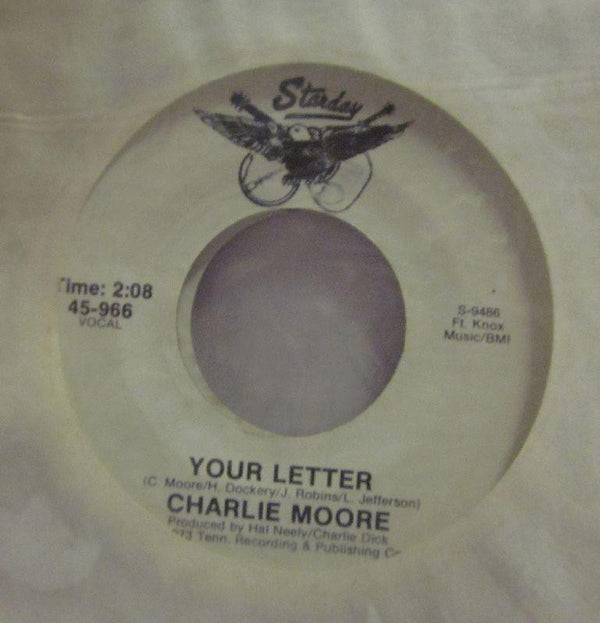 Starday
Time: 2:08
45-966
VOCAL
S-9486
Ft. Knox
Music/BMI
YOUR LETTER
(C. Moore/H. Dockery/J. Robins/L. Jefferson)
CHARLIE MOORE
Produced by Hal Neely/Charlie Dick
Tenn. Recording & Publishing